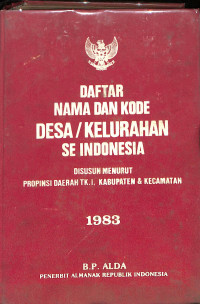 DAFTAR
NAMA DAN KODE
DESA / KELURAHAN
SE INDONESIA
DISUSUN MENURUT
PROPINSI DAERAH TK. I. KABUPATEN & KECAMATAN
1983
B.P. ALDA
PENERBIT ALMANAK REPUBLIK INDONESIA